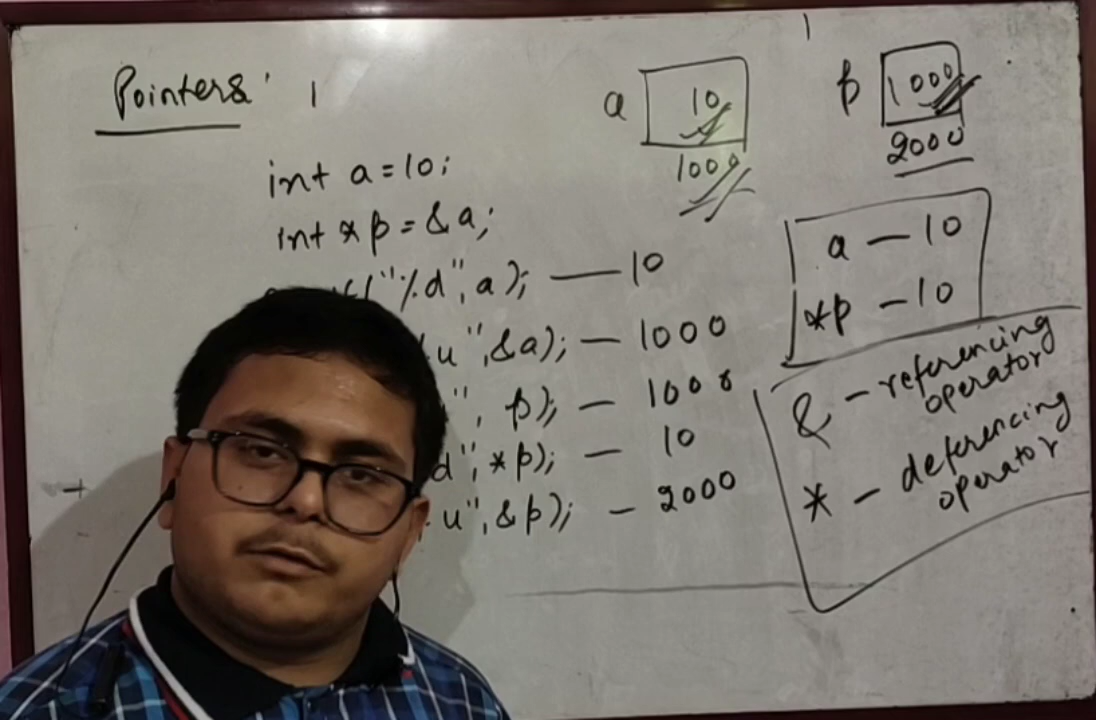 Pointers
a 10
1000
p 1000
2000
int a=10;
int *p = &a;
"%d", a); — 10
u", &a); — 1000
", p); — 1000
d", *p); — 10
.u", &p); — 2000
a — 10
*p — 10
& — referencing
operator
* — deferencing
operator